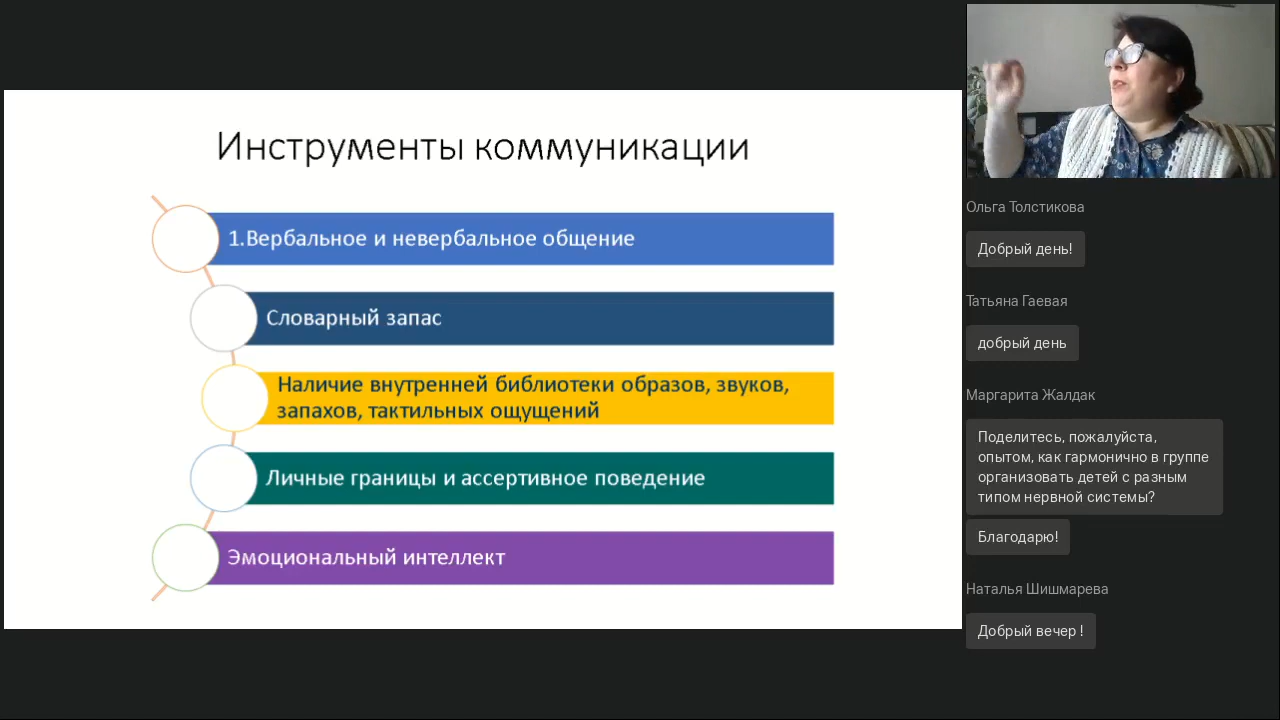 Инструменты коммуникации
1.Вербальное и невербальное общение
Словарный запас
Наличие внутренней библиотеки образов, звуков,
запахов, тактильных ощущений
Личные границы и ассертивное поведение
Эмоциональный интеллект
Ольга Толстикова
Добрый день!
Татьяна Гаевая
добрый день
Маргарита Жалдак
Поделитесь, пожалуйста,
опытом, как гармонично в группе
организовать детей с разным
типом нервной системы?
Благодарю!
Наталья Шишмарева
Добрый вечер !